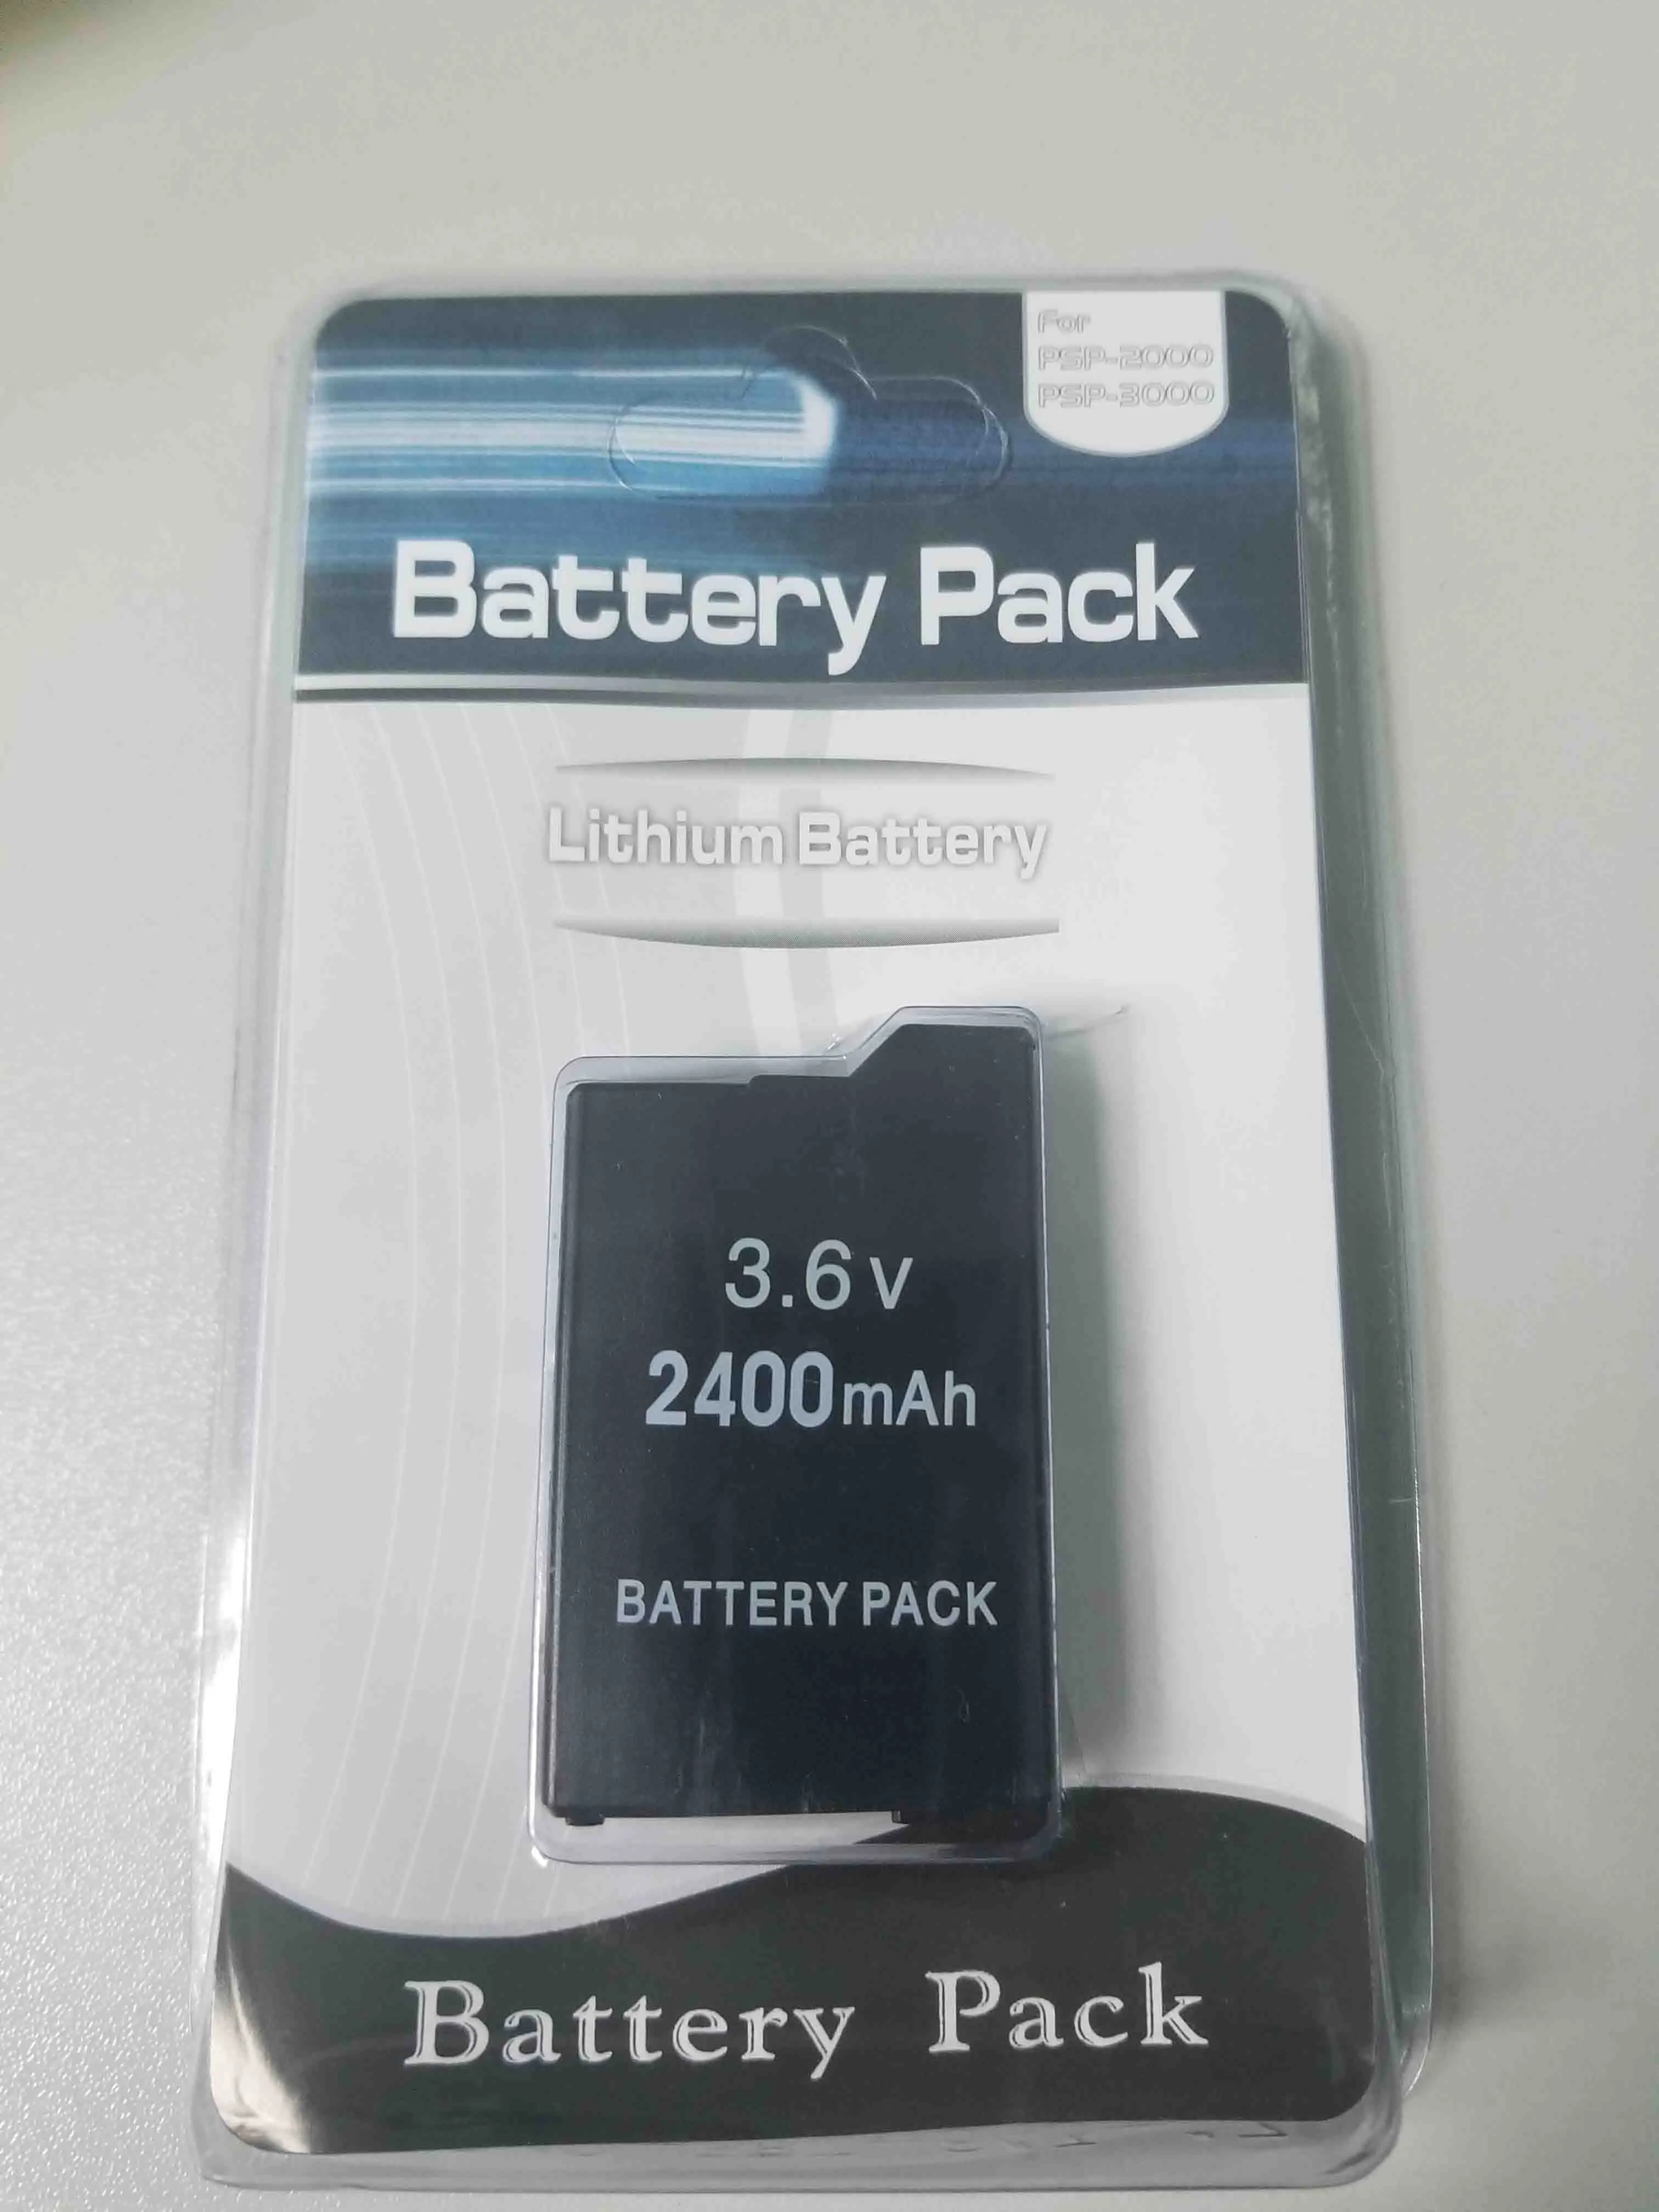 For
PSP-2000
PSP-3000
Battery Pack
Lithium Battery
3.6v
2400mAh
BATTERY PACK
Battery Pack